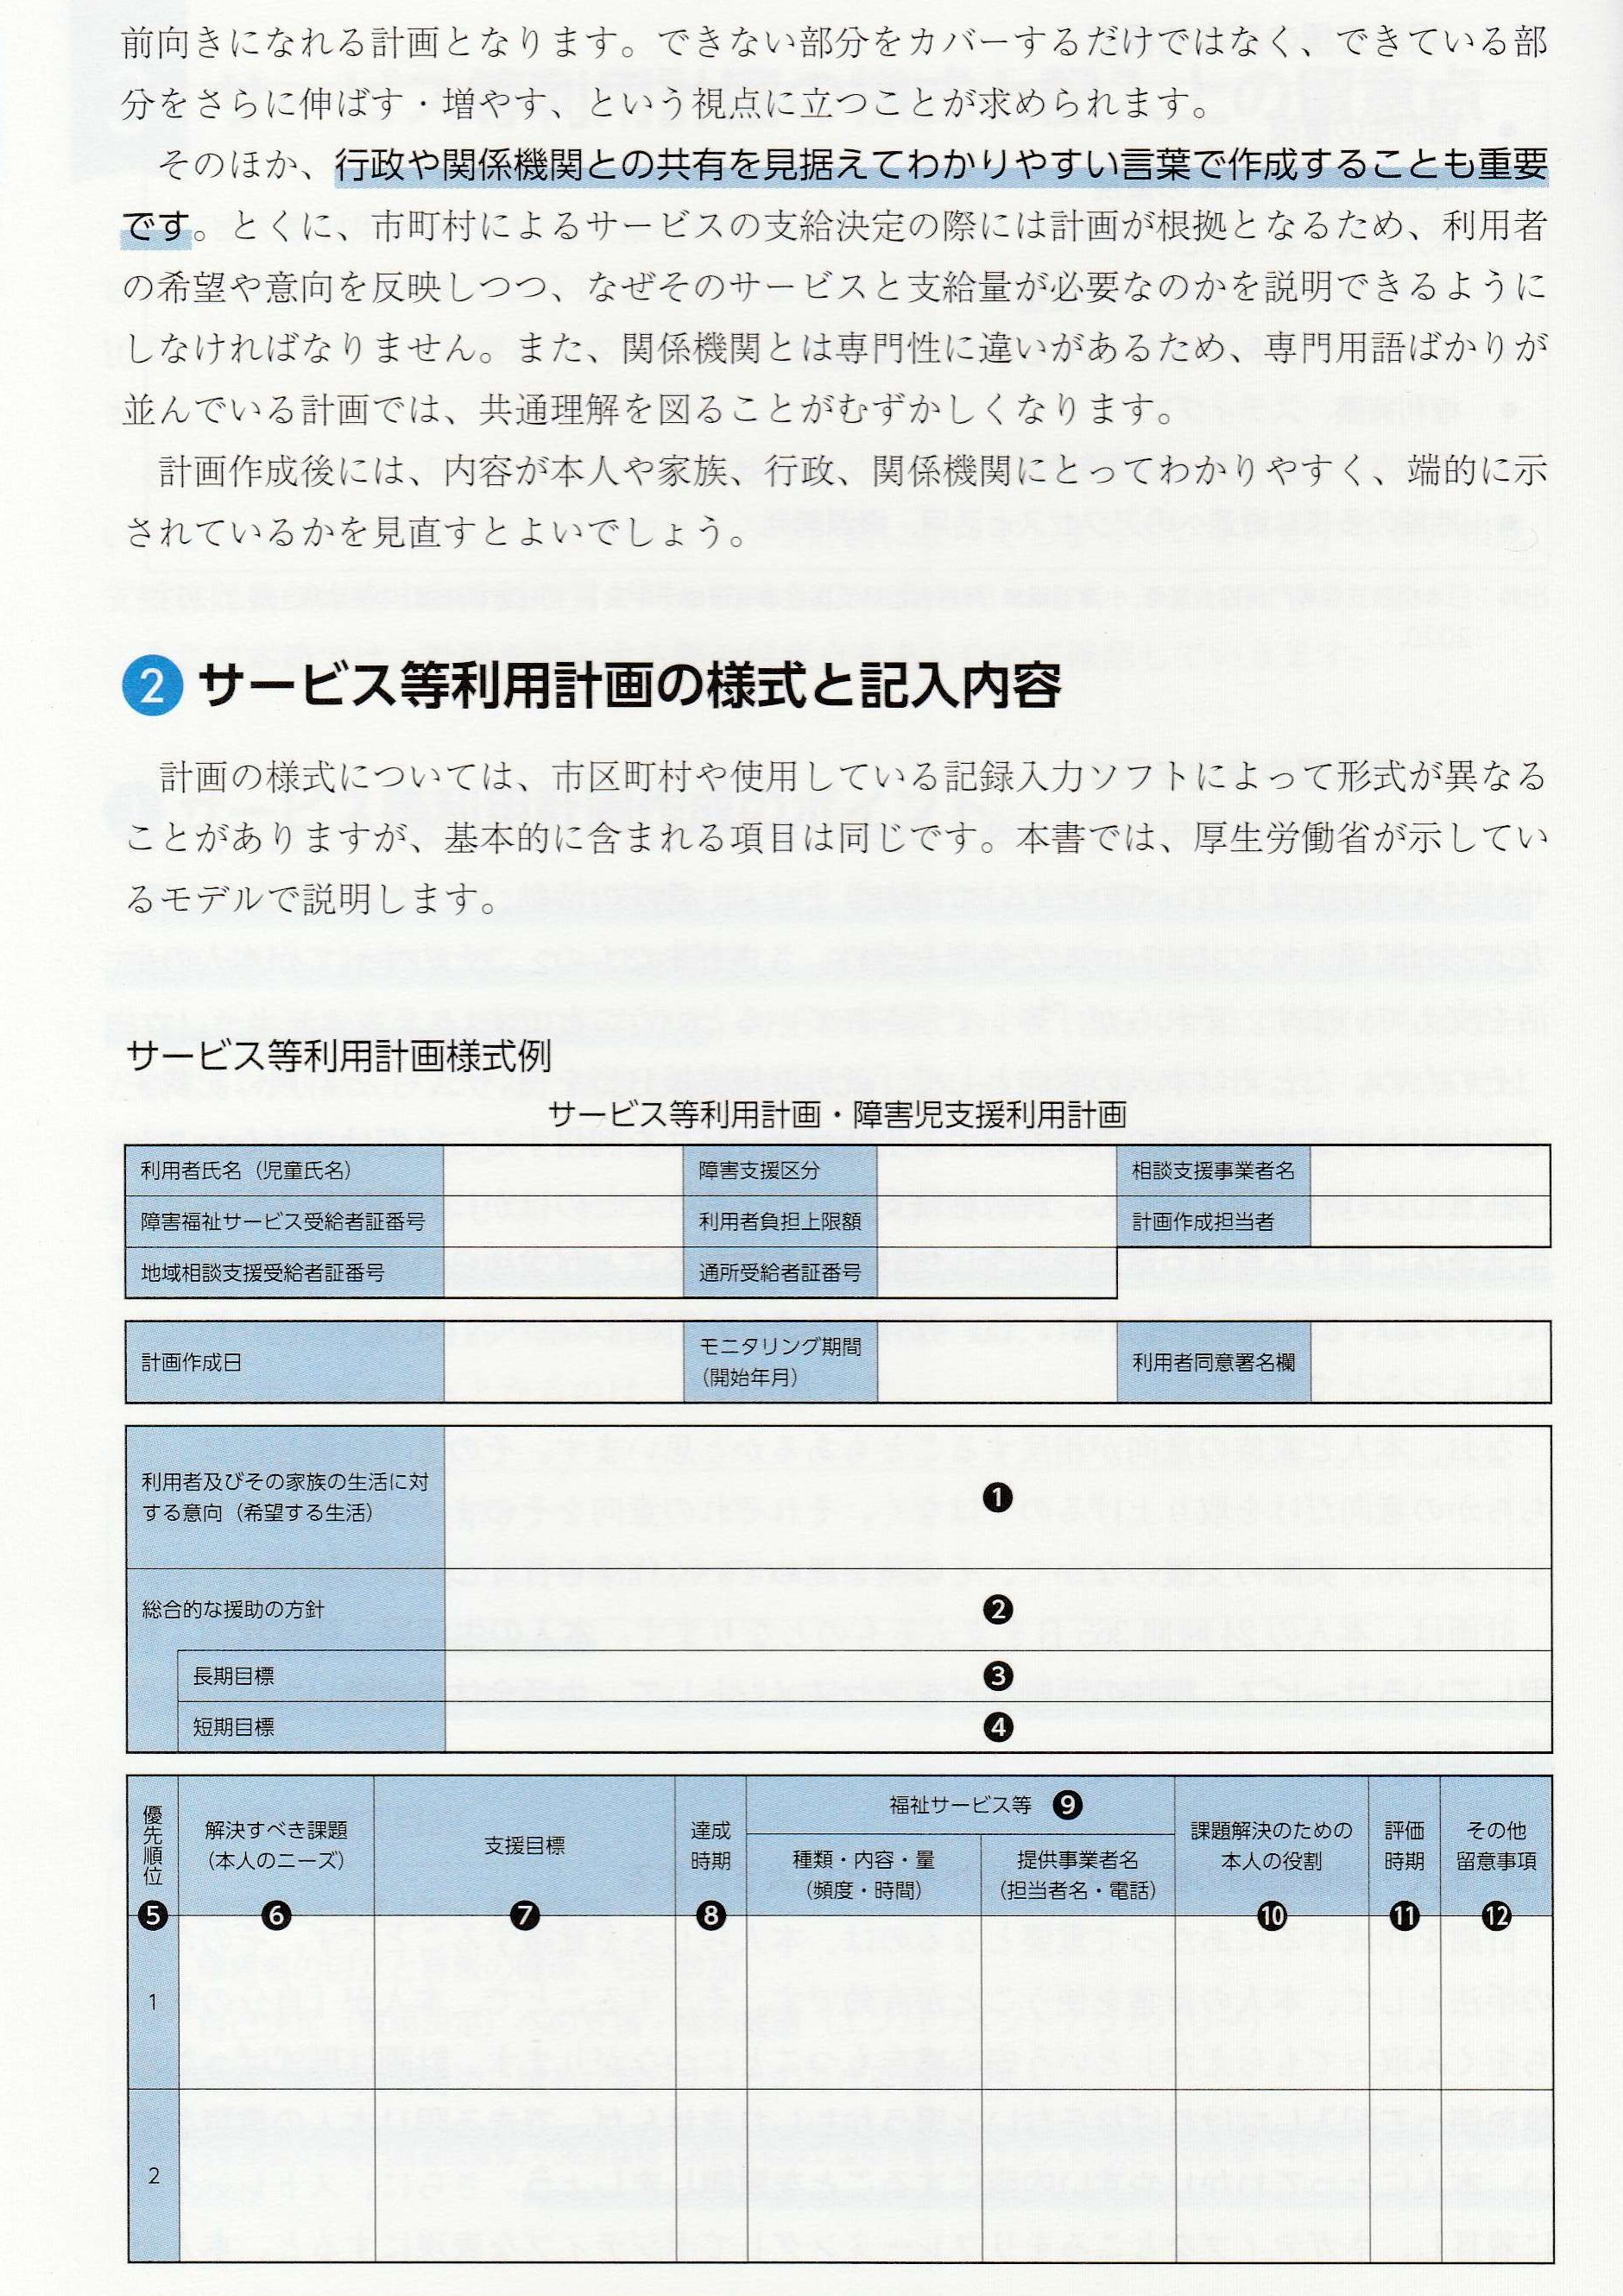 前向きになれる計画となります。できない部分をカバーするだけではなく、できている部
分をさらに伸ばす・増やす、という視点に立つことが求められます。
そのほか、行政や関係機関との共有を見据えてわかりやすい言葉で作成することも重要
です。とくに、市町村によるサービスの支給決定の際には計画が根拠となるため、利用者
の希望や意向を反映しつつ、なぜそのサービスと支給量が必要なのかを説明できるように
しなければなりません。また、関係機関とは専門性に違いがあるため、専門用語ばかりが
並んでいる計画では、共通理解を図ることがむずかしくなります。
計画作成後には、内容が本人や家族、行政、関係機関にとってわかりやすく、端的に示
されているかを見直すとよいでしょう。
2 サービス等利用計画の様式と記入内容
計画の様式については、市区町村や使用している記録入力ソフトによって形式が異なる
ことがありますが、基本的に含まれる項目は同じです。本書では、厚生労働省が示してい
るモデルで説明します。
サービス等利用計画様式例
サービス等利用計画・障害児支援利用計画
利用者氏名（児童氏名） 障害支援区分 相談支援事業者名
障害福祉サービス受給者証番号 利用者負担上限額 計画作成担当者
地域相談支援受給者証番号 通所受給者証番号
計画作成日 モニタリング期間
（開始年月） 利用者同意署名欄
利用者及びその家族の生活に対
する意向（希望する生活） ❶
総合的な援助の方針 ❷
長期目標 ❸
短期目標 ❹
優先順位 ❺
解決すべき課題
（本人のニーズ）
❻
支援目標
❼
達成
時期
❽
福祉サービス等 ❾
種類・内容・量
（頻度・時間）
提供事業者名
（担当者名・電話）
課題解決のための
本人の役割
❿
評価
時期
⓫
その他
留意事項
⓬
1
2